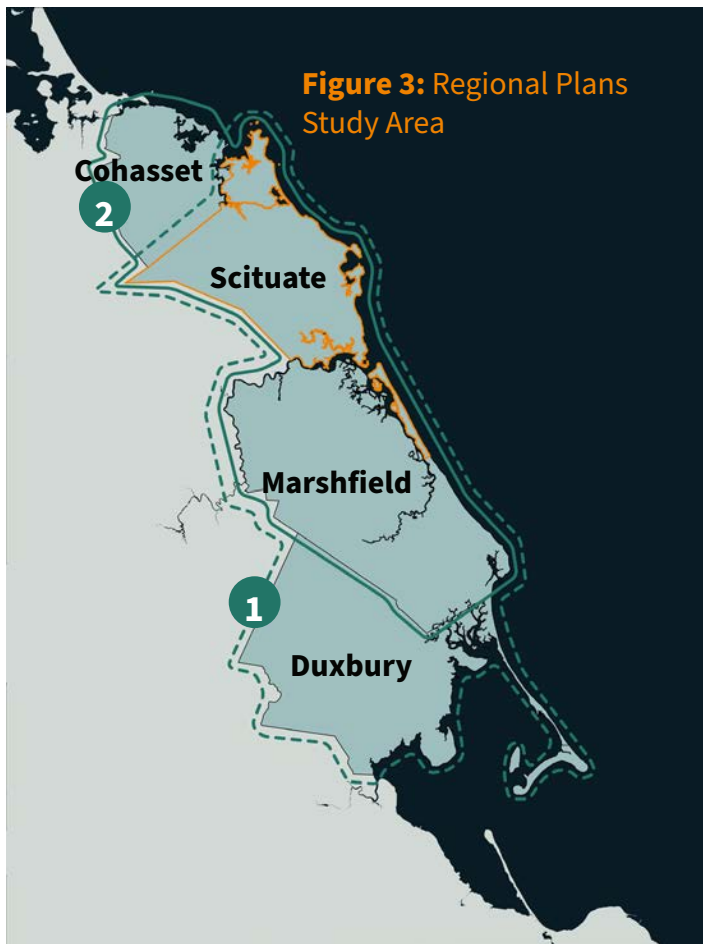 Figure 3: Regional Plans
Study Area
Cohasset
2
Scituate
Marshfield
1
Duxbury